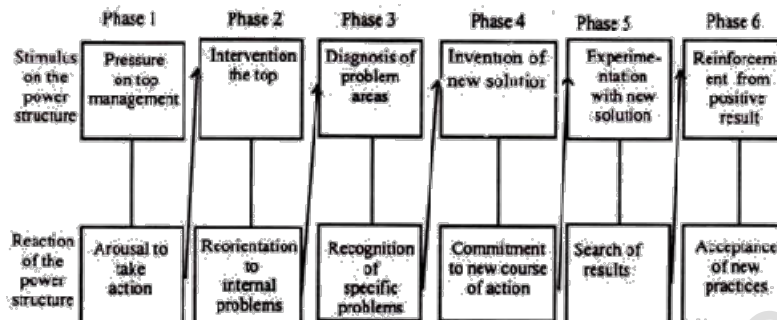 Phase 1
Phase 2
Phase 3
Phase 4
Phase 5
Phase 6
Stimulus
on the
power
structure
Pressure
on top
management
Intervention
the top
Diagnosis of
problem
areas
Invention of
new solution
Experime-
ntation
with new
solution
Reinforcem-
ent from
positive
result
Reaction
of the
power
structure
Arousal to
take
action
Reorientation
to
internal
problems
Recognition
of
specific
problems
Commitment
to new course
of action
Search of
results
Acceptance
of new
practices